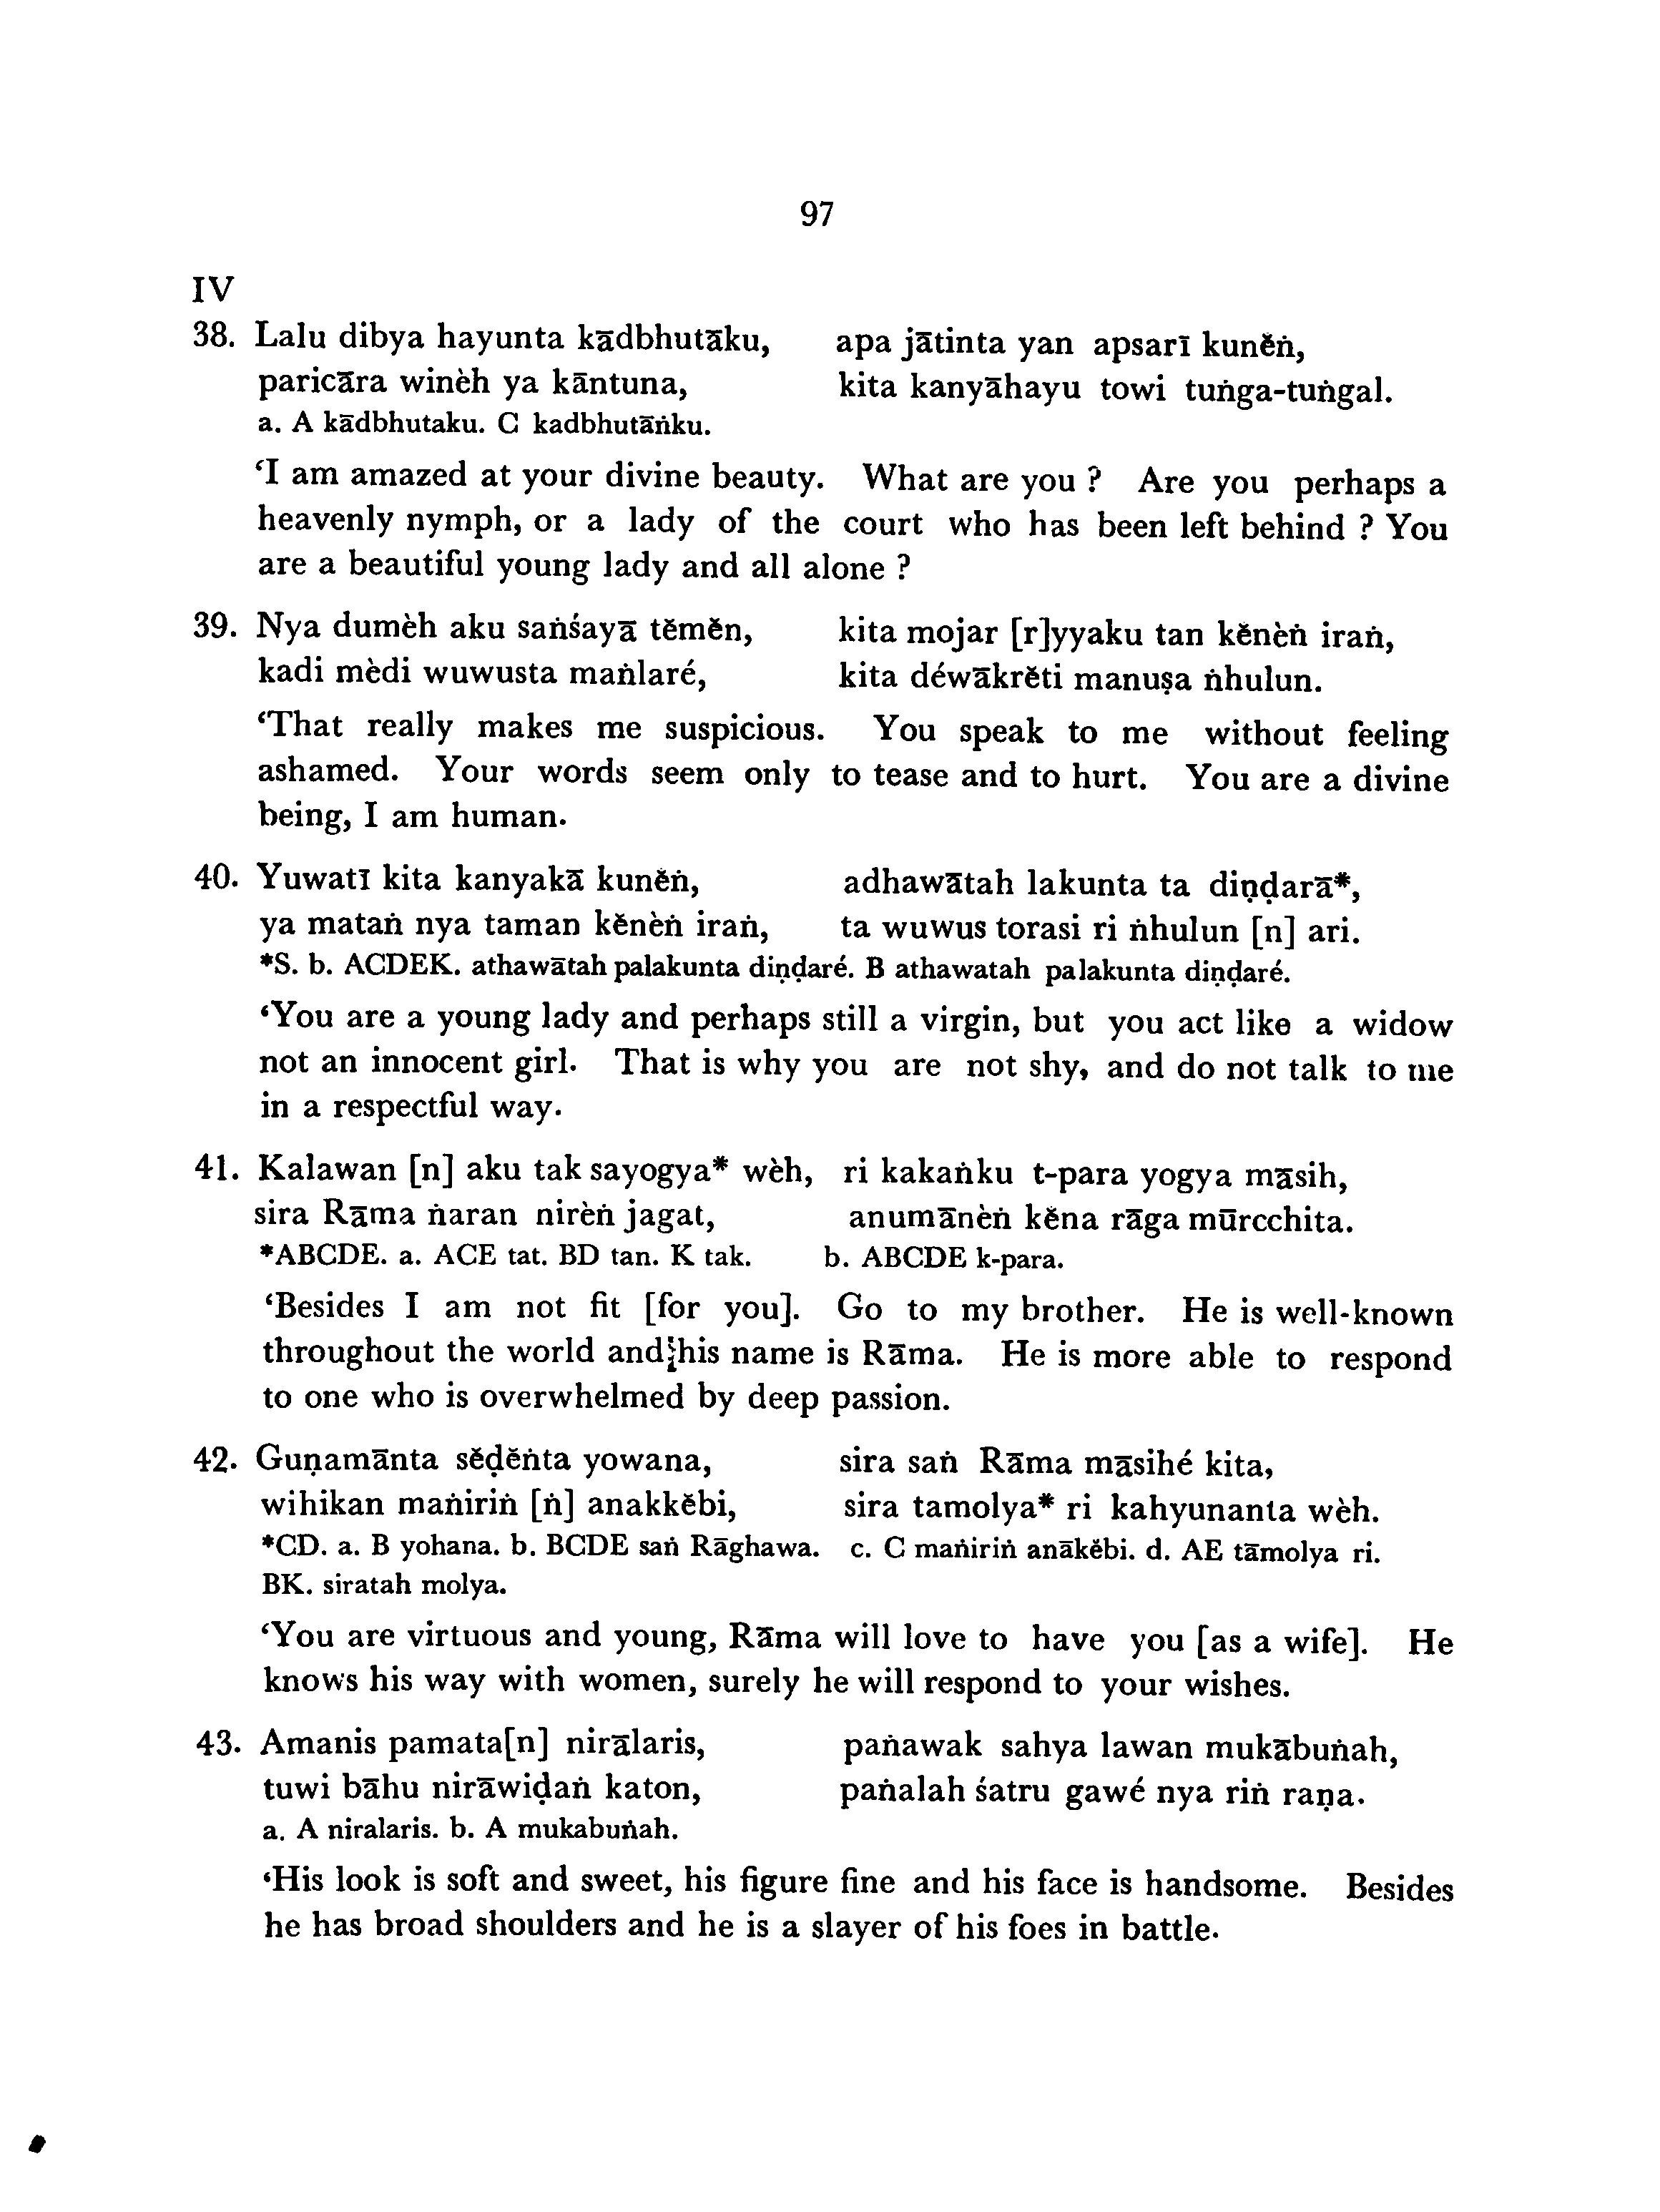 97
IV
38. Lalu dibya hayunta kādbhutāku, apa jātinta yan apsarī kunĕṅ,
paricāra winèh ya kāntuna, kita kanyāhayu towi tuṅga-tuṅgal.
a. A kādbhutaku. C kadbhutāṅku.
‘I am amazed at your divine beauty. What are you ? Are you perhaps a
heavenly nymph, or a lady of the court who has been left behind ? You
are a beautiful young lady and all alone ?
39. Nya dumèh aku saṅśayā tĕmĕn, kita mojar [r]yyaku tan kĕnèṅ iraṅ,
kadi mèdi wuwusta maṅlaré, kita déwākrĕti manuṣa ṅhulun.
‘That really makes me suspicious. You speak to me without feeling
ashamed. Your words seem only to tease and to hurt. You are a divine
being, I am human.
40. Yuwatī kita kanyakā kunĕṅ, adhawātah lakunta ta diṇḍarā*,
ya mataṅ nya taman kĕnèṅ iraṅ, ta wuwus torasi ri ṅhulun [n] ari.
*S. b. ACDEK. athawātah palakunta diṇḍaré. B athawatah palakunta diṇḍaré.
‘You are a young lady and perhaps still a virgin, but you act like a widow
not an innocent girl. That is why you are not shy, and do not talk to me
in a respectful way.
41. Kalawan [n] aku tak sayogya* wèh, ri kakaṅku t-para yogya māsih,
sira Rāma ṅaran nirèṅ jagat, anumānèṅ kĕna rāga mūrcchita.
*ABCDE. a. ACE tat. BD tan. K tak. b. ABCDE k-para.
‘Besides I am not fit [for you]. Go to my brother. He is well-known
throughout the world and his name is Rāma. He is more able to respond
to one who is overwhelmed by deep passion.
42. Guṇamānta sĕḍĕṅta yowana, sira saṅ Rāma māsihé kita,
wihikan maṅiriṅ [ṅ] anakkĕbi, sira tamolya* ri kahyunanta wèh.
*CD. a. B yohana. b. BCDE saṅ Rāghawa. c. C maṅiriṅ anākĕbi. d. AE tāmolya ri.
BK. siratah molya.
‘You are virtuous and young, Rāma will love to have you [as a wife]. He
knows his way with women, surely he will respond to your wishes.
43. Amanis pamata[n] nirālaris, paṅawak sahya lawan mukābuṅah,
tuwi bāhu nirāwiḍaṅ katon, paṅalah śatru gawé nya riṅ raṇa.
a. A niralaris. b. A mukabuṅah.
‘His look is soft and sweet, his figure fine and his face is handsome. Besides
he has broad shoulders and he is a slayer of his foes in battle.